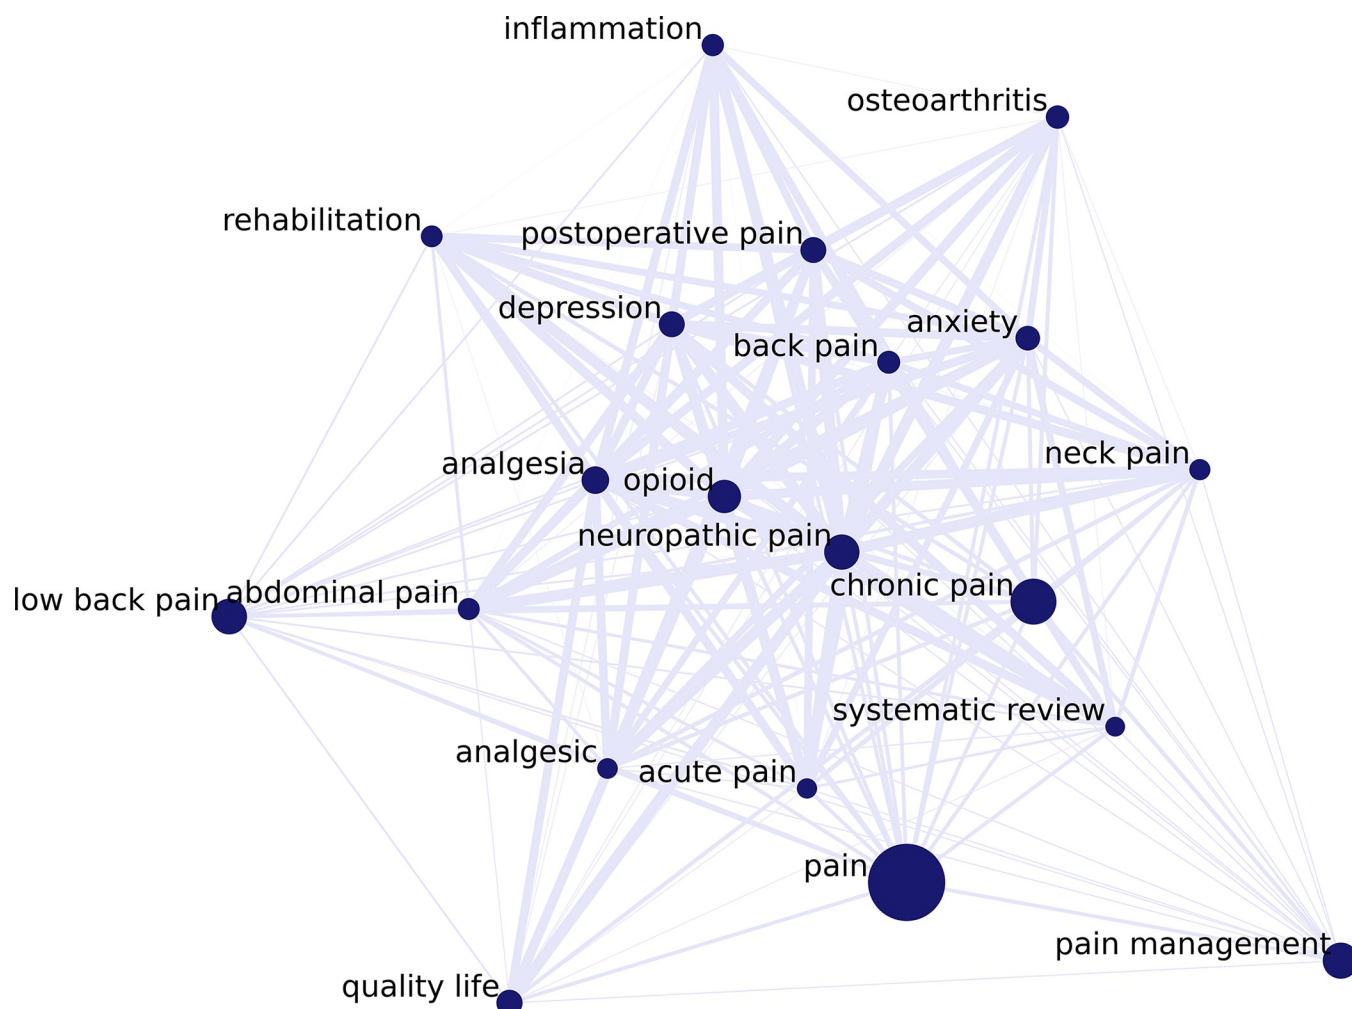 inflammation
osteoarthritis
rehabilitation
postoperative pain
depression
anxiety
back pain
neck pain
analgesia
opioid
neuropathic pain
chronic pain
low back pain
abdominal pain
systematic review
analgesic
acute pain
pain
pain management
quality life